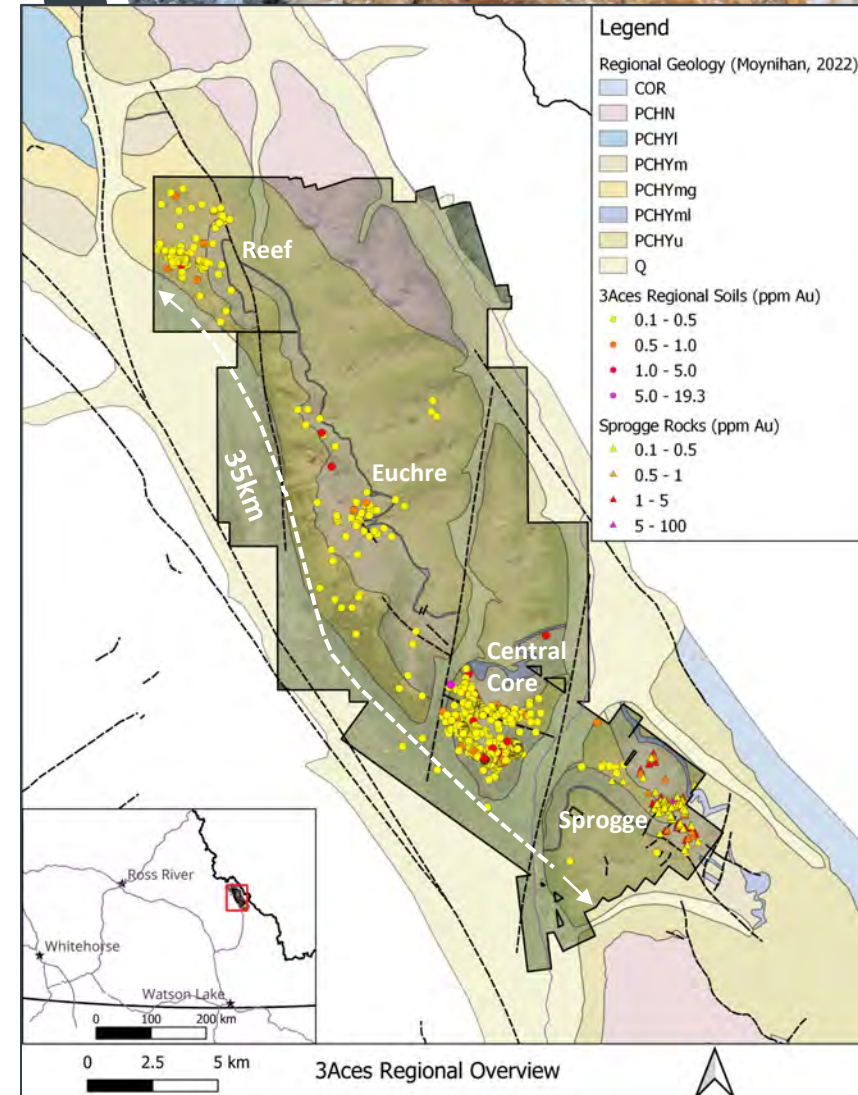 Legend
Regional Geology (Moynihan, 2022)
COR
PCHN
PCHYl
PCHYm
PCHYmg
PCHYml
PCHYu
Q
3Aces Regional Soils (ppm Au)
0.1 - 0.5
0.5 - 1.0
1.0 - 5.0
5.0 - 19.3
Sprogge Rocks (ppm Au)
0.1 - 0.5
0.5 - 1
1 - 5
5 - 100
Reef
35km
Euchre
Central
Core
Sprogge
Ross River
Whitehorse
Watson Lake
0 100 200 km
0 2.5 5 km
3Aces Regional Overview